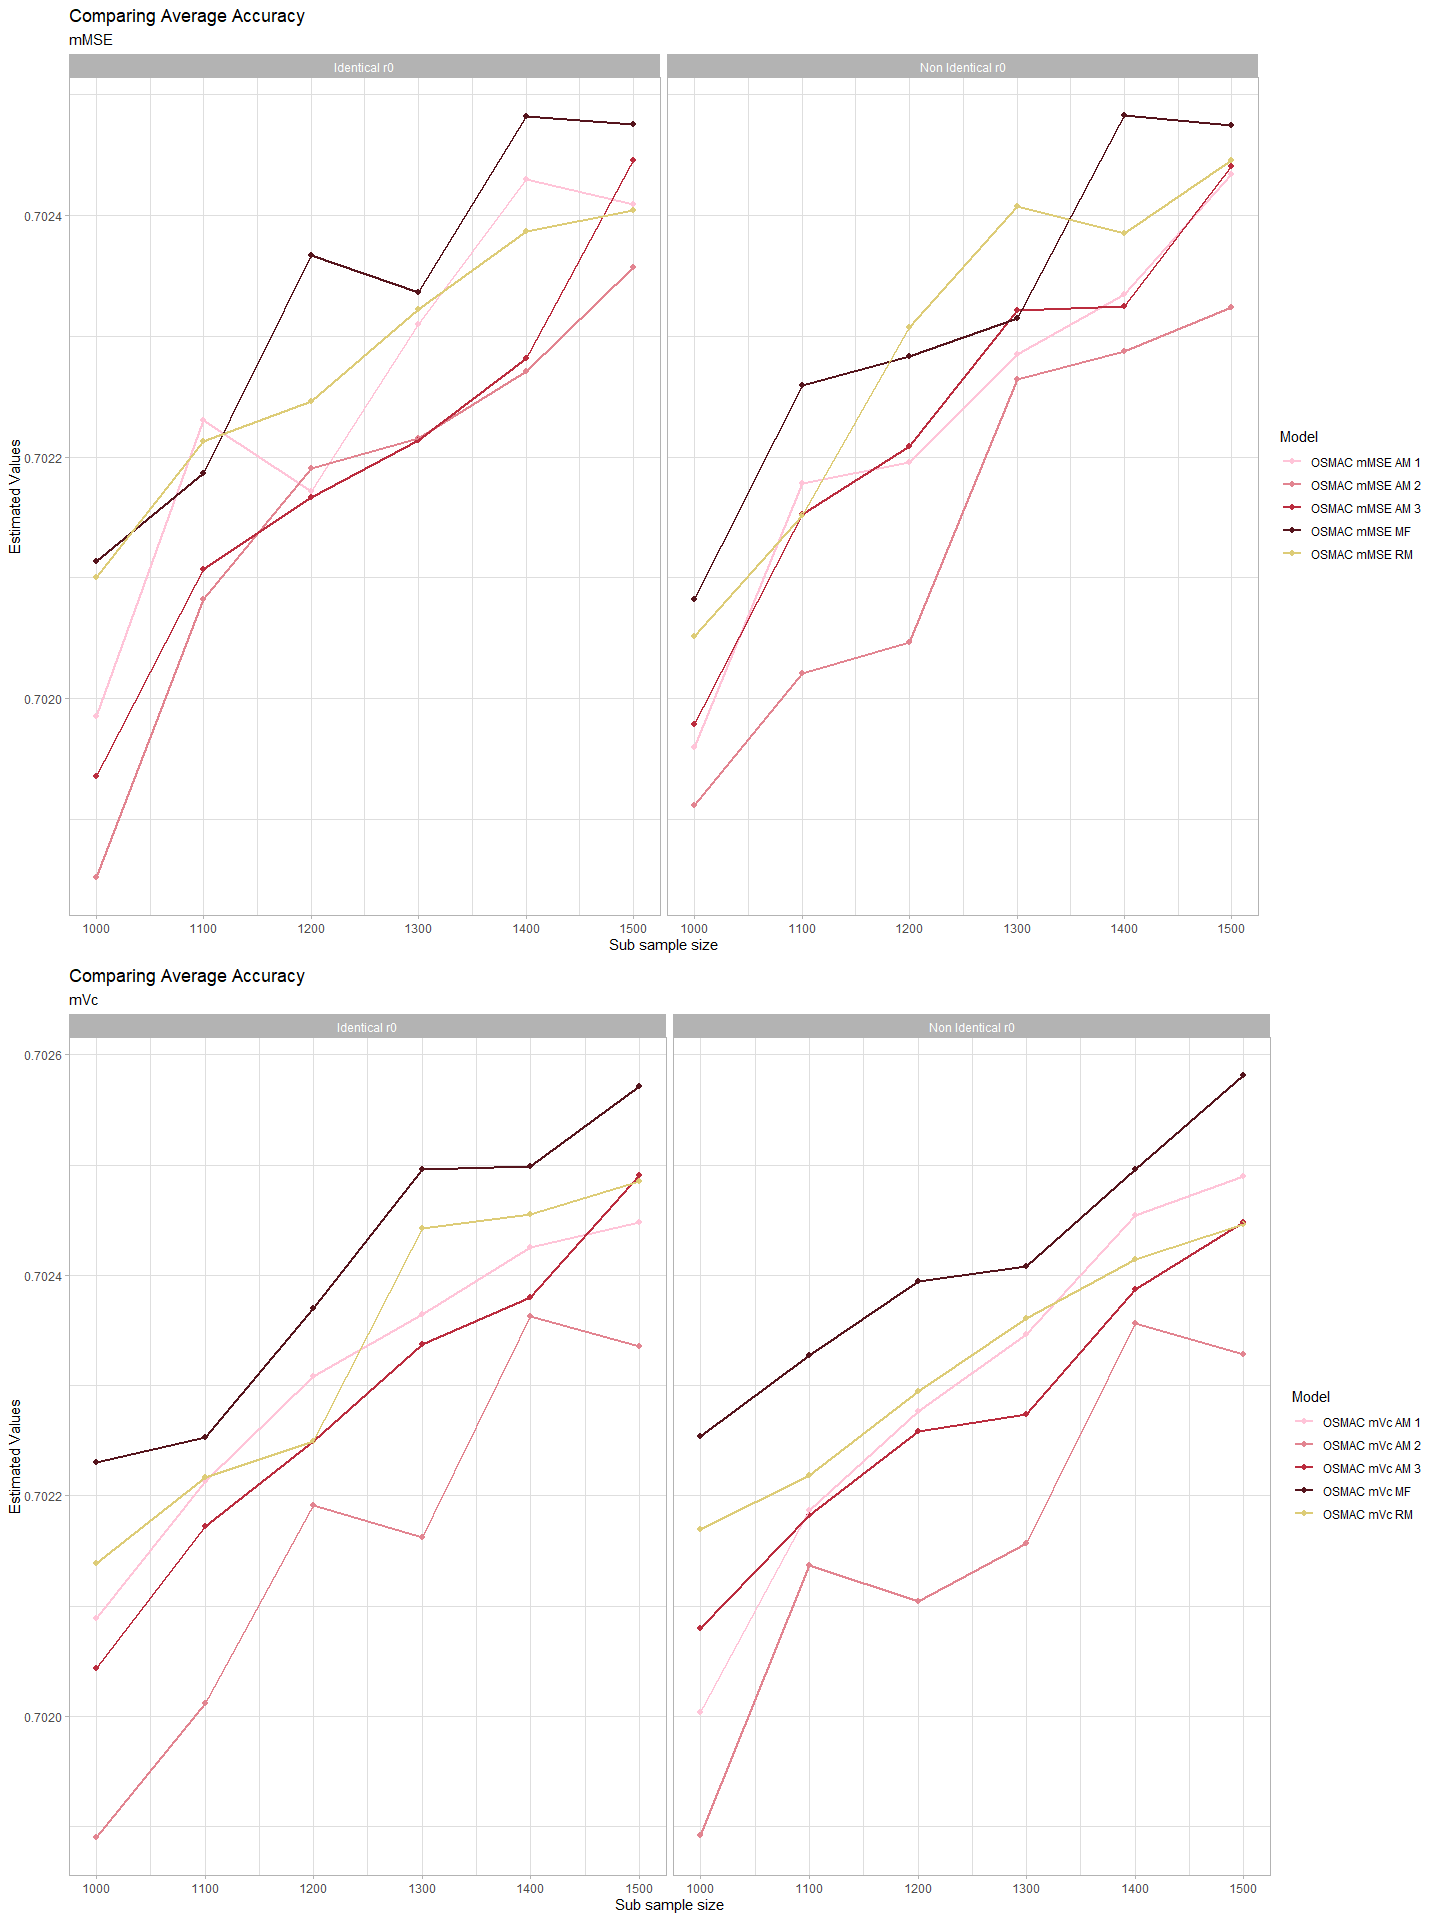 Comparing Average Accuracy
mMSE
Identical r0
Non Identical r0
Estimated Values
0.7024
0.7022
0.7020
1000 1100 1200 1300 1400 1500
1000 1100 1200 1300 1400 1500
Sub sample size
Model
OSMAC mMSE AM 1
OSMAC mMSE AM 2
OSMAC mMSE AM 3
OSMAC mMSE MF
OSMAC mMSE RM
Comparing Average Accuracy
mVc
Identical r0
Non Identical r0
Estimated Values
0.7026
0.7024
0.7022
0.7020
1000 1100 1200 1300 1400 1500
1000 1100 1200 1300 1400 1500
Sub sample size
Model
OSMAC mVc AM 1
OSMAC mVc AM 2
OSMAC mVc AM 3
OSMAC mVc MF
OSMAC mVc RM